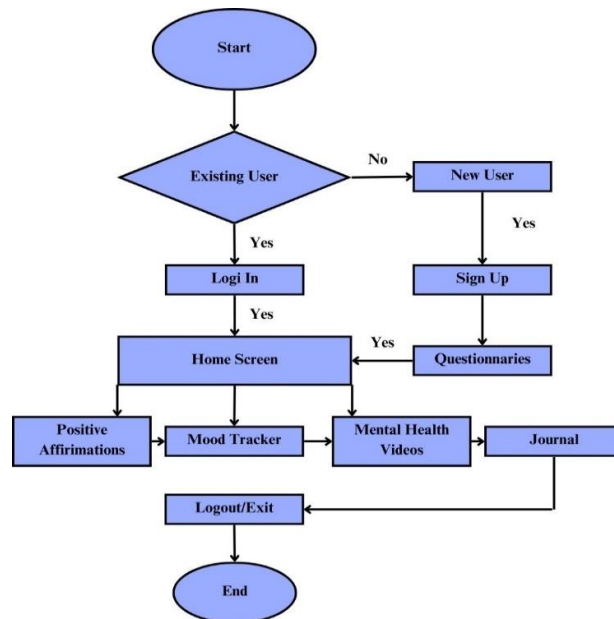 Start
Existing User
No
New User
Yes
Yes
Logi In
Sign Up
Yes
Yes
Home Screen
Questionnaries
Positive
Affirimations
Mood Tracker
Mental Health
Videos
Journal
Logout/Exit
End